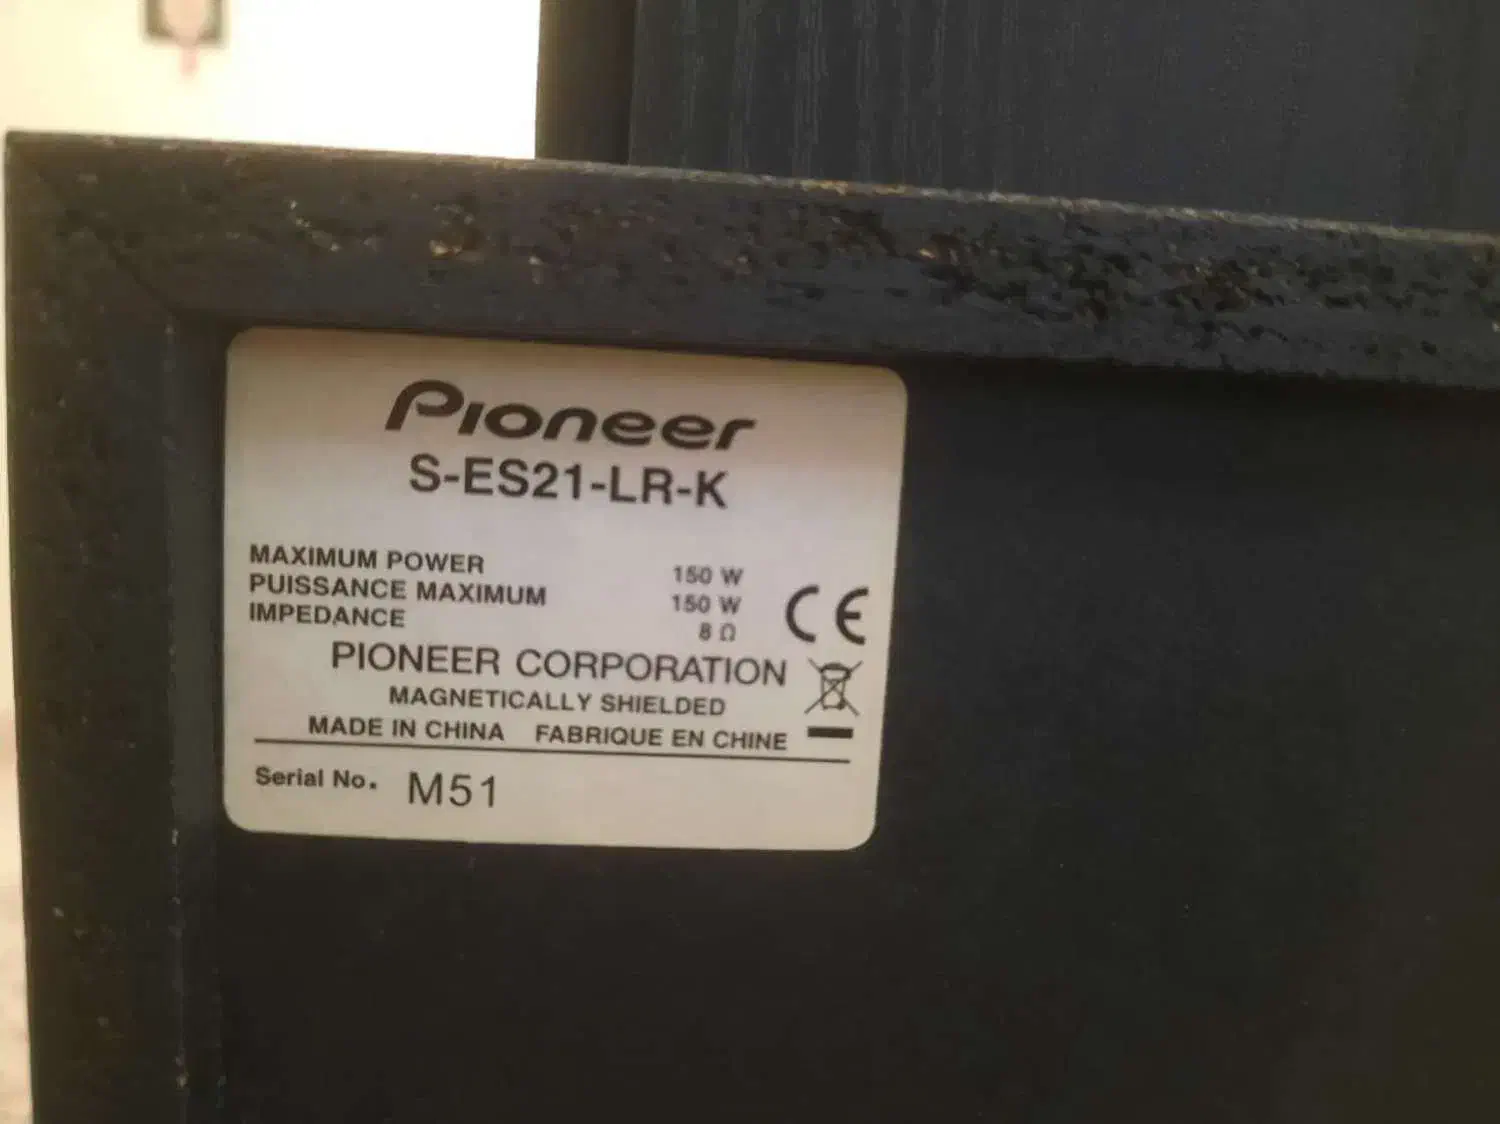 Pioneer
S-ES21-LR-K
MAXIMUM POWER 150 W
PUISSANCE MAXIMUM 150 W
IMPEDANCE 8 Ω
CE
PIONEER CORPORATION
MAGNETICALLY SHIELDED
MADE IN CHINA FABRIQUE EN CHINE
Serial No. M51